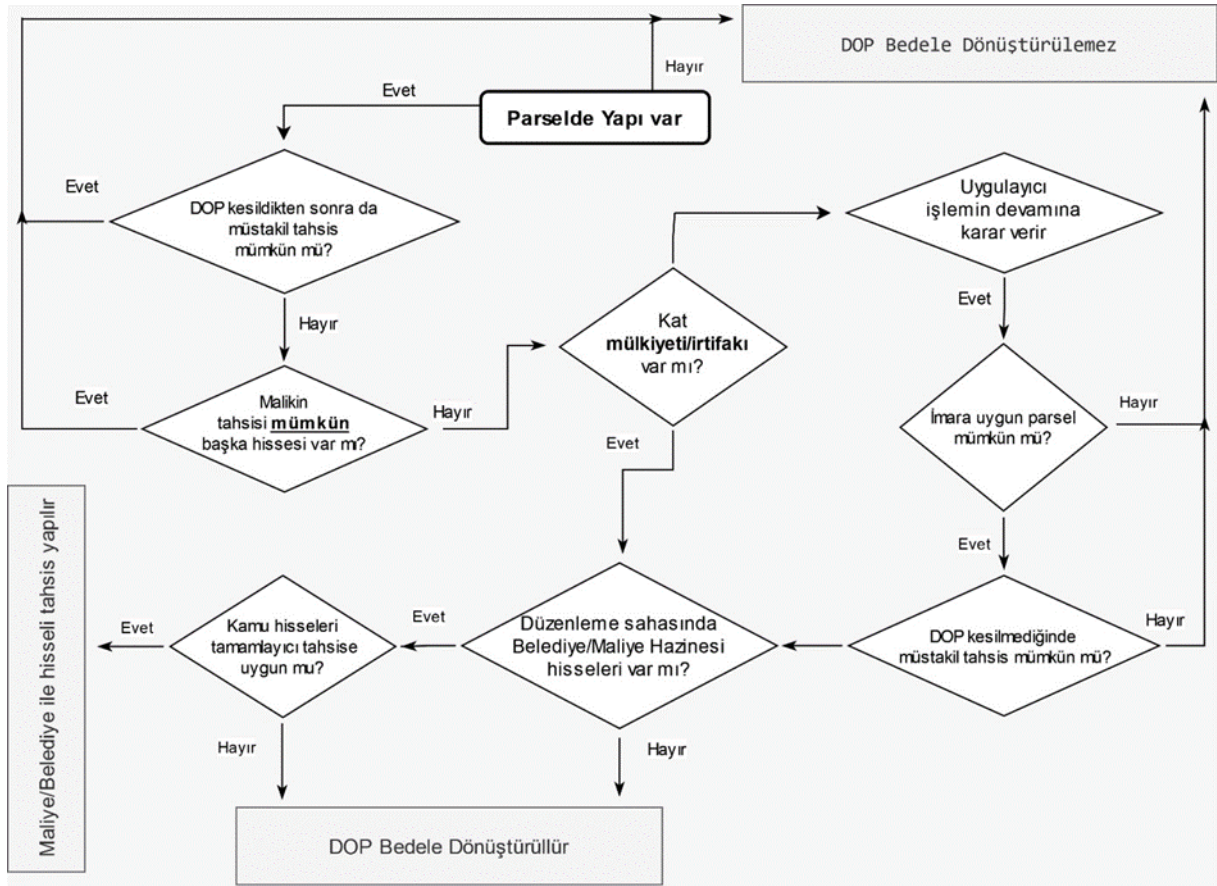 DOP Bedele Dönüştürülemez
Hayır
Evet
Parselde Yapı var
Evet
DOP kesildikten sonra da
müstakil tahsis
mümkün mü?
Uygulayıcı
işlemin devamına
karar verir
Hayır
Evet
Kat
mülkiyeti/irtifakı
var mı?
Evet
Malikin
tahsisi mümkün
başka hissesi var mı?
Hayır
İmara uygun parsel
mümkün mü?
Hayır
Evet
Evet
Maliye/Belediye ile hisseli tahsis yapılır
Evet
Kamu hisseleri
tamamlayıcı tahsise
uygun mu?
Evet
Düzenleme sahasında
Belediye/Maliye Hazinesi
hisseleri var mı?
DOP kesilmediğinde
müstakil tahsis mümkün mü?
Hayır
Hayır
Hayır
DOP Bedele Dönüştürüllür